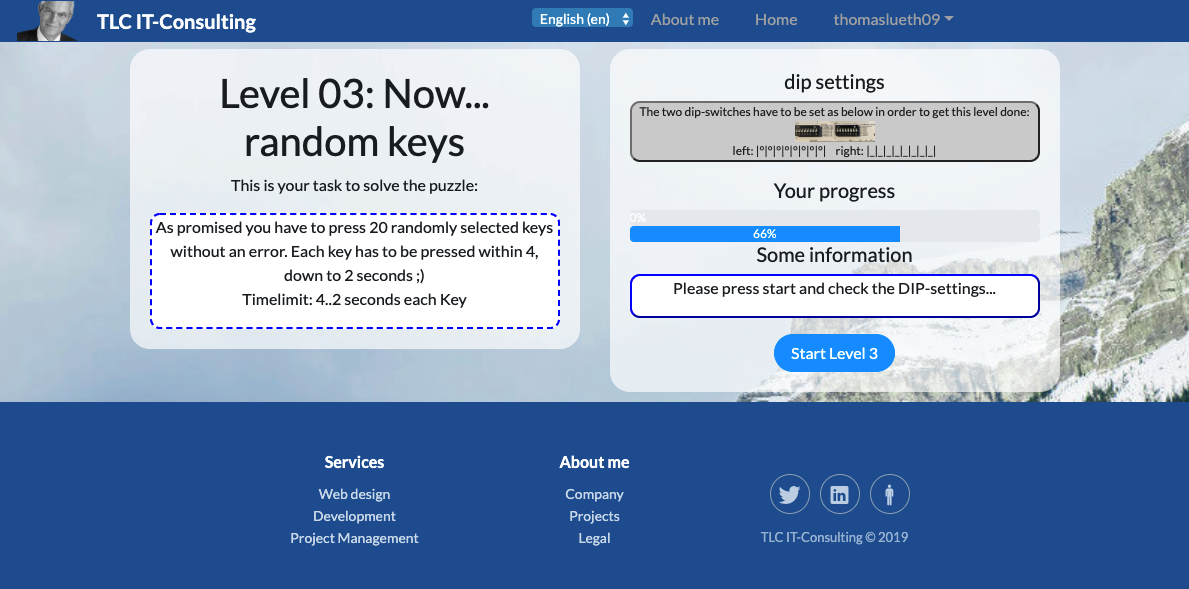 TLC IT-Consulting
English (en)
About me
Home
thomaslueth09
Level 03: Now...
random keys
This is your task to solve the puzzle:
As promised you have to press 20 randomly selected keys
without an error. Each key has to be pressed within 4,
down to 2 seconds ;)
Timelimit: 4..2 seconds each Key
dip settings
The two dip-switches have to be set as below in order to get this level done:
left: |°|°|°|°|°|°|°|°| right: |_|_|_|_|_|_|_|_|
Your progress
0%
66%
Some information
Please press start and check the DIP-settings...
Start Level 3
Services
Web design
Development
Project Management
About me
Company
Projects
Legal
TLC IT-Consulting © 2019